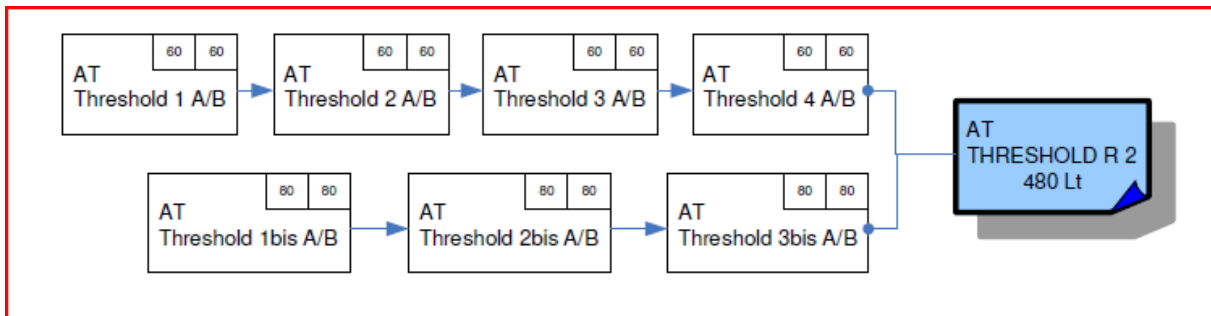 60 60
AT
Threshold 1 A/B
60 60
AT
Threshold 2 A/B
60 60
AT
Threshold 3 A/B
60 60
AT
Threshold 4 A/B
AT
THRESHOLD R 2
480 Lt
80 80
AT
Threshold 1bis A/B
80 80
AT
Threshold 2bis A/B
80 80
AT
Threshold 3bis A/B